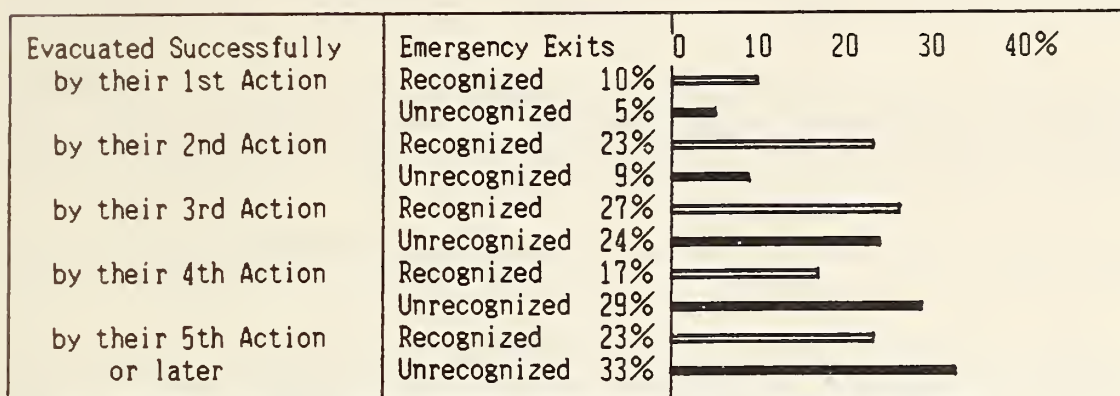 Evacuated Successfully Emergency Exits 0 10 20 30 40%
by their 1st Action Recognized 10%
Unrecognized 5%
by their 2nd Action Recognized 23%
Unrecognized 9%
by their 3rd Action Recognized 27%
Unrecognized 24%
by their 4th Action Recognized 17%
Unrecognized 29%
by their 5th Action Recognized 23%
or later Unrecognized 33%